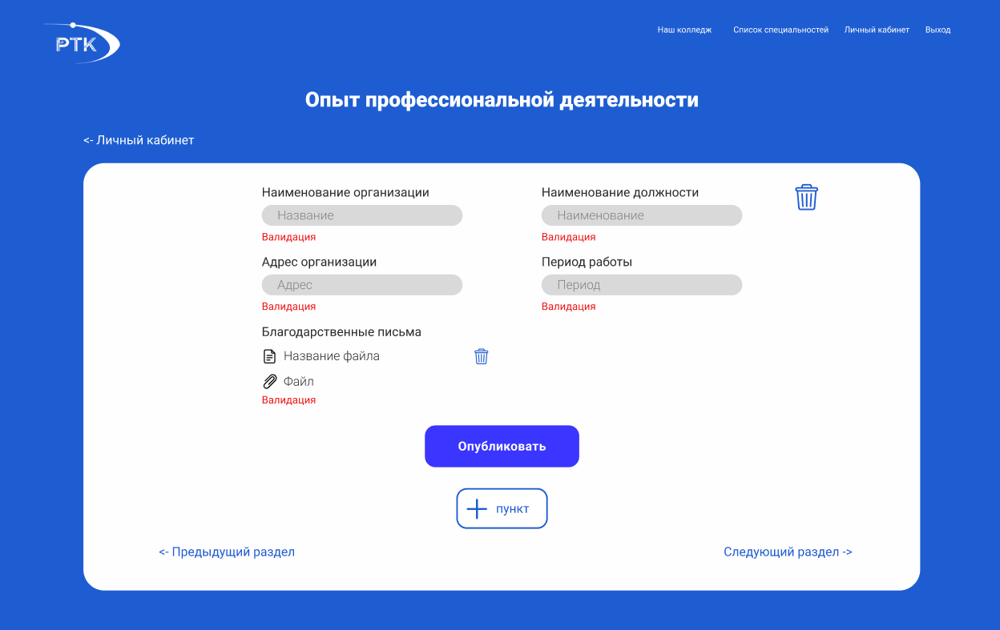 РТК
Наш колледж Список специальностей Личный кабинет Выход
Опыт профессиональной деятельности
<- Личный кабинет
Наименование организации Наименование должности
Название Наименование
Валидация Валидация
Адрес организации Период работы
Адрес Период
Валидация Валидация
Благодарственные письма
Название файла
Файл
Валидация
Опубликовать
пункт
<- Предыдущий раздел Следующий раздел ->